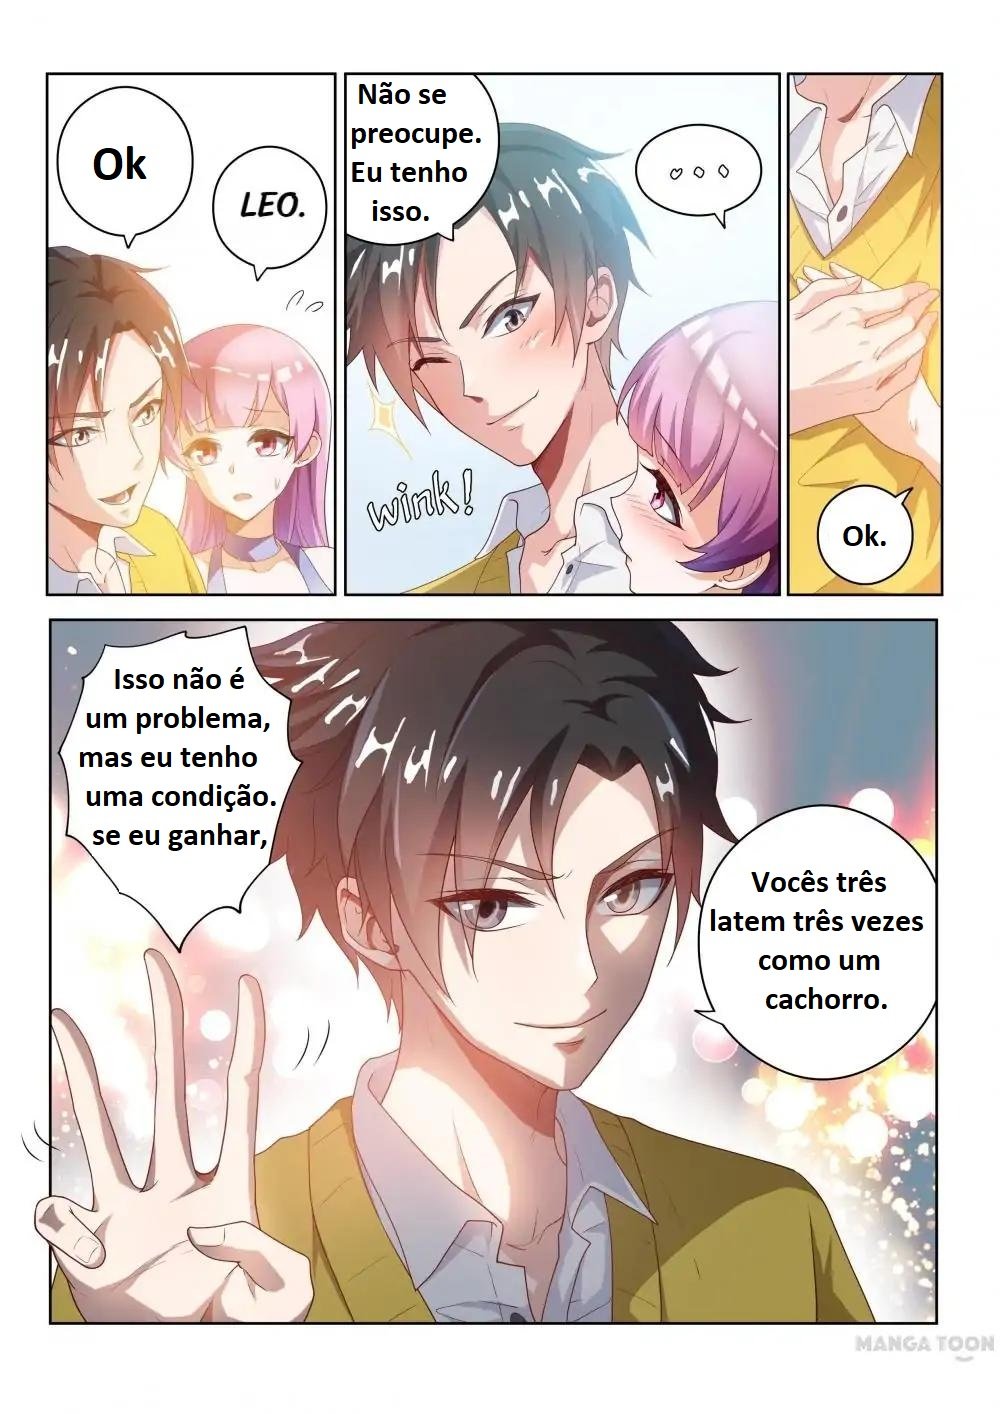 Ok
LEO.
Não se
preocupe.
Eu tenho
isso.
wink!
Ok.
Isso não é
um problema,
mas eu tenho
uma condição.
se eu ganhar,
Vocês três
latem três vezes
como um
cachorro.
MANGA TOON